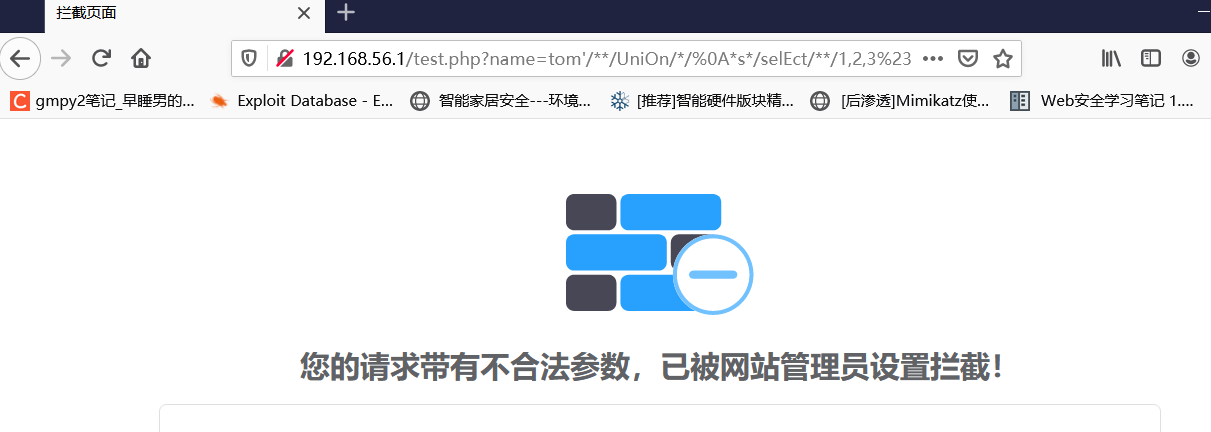 拦截页面
192.168.56.1/test.php?name=tom'/**/UniOn/*/%0A*s*/selEct/**/1,2,3%23
gmpy2笔记_早睡男的... Exploit Database - E... 智能家居安全---环境... [推荐]智能硬件版块精... [后渗透]Mimikatz使... Web安全学习笔记 1....
您的请求带有不合法参数，已被网站管理员设置拦截！